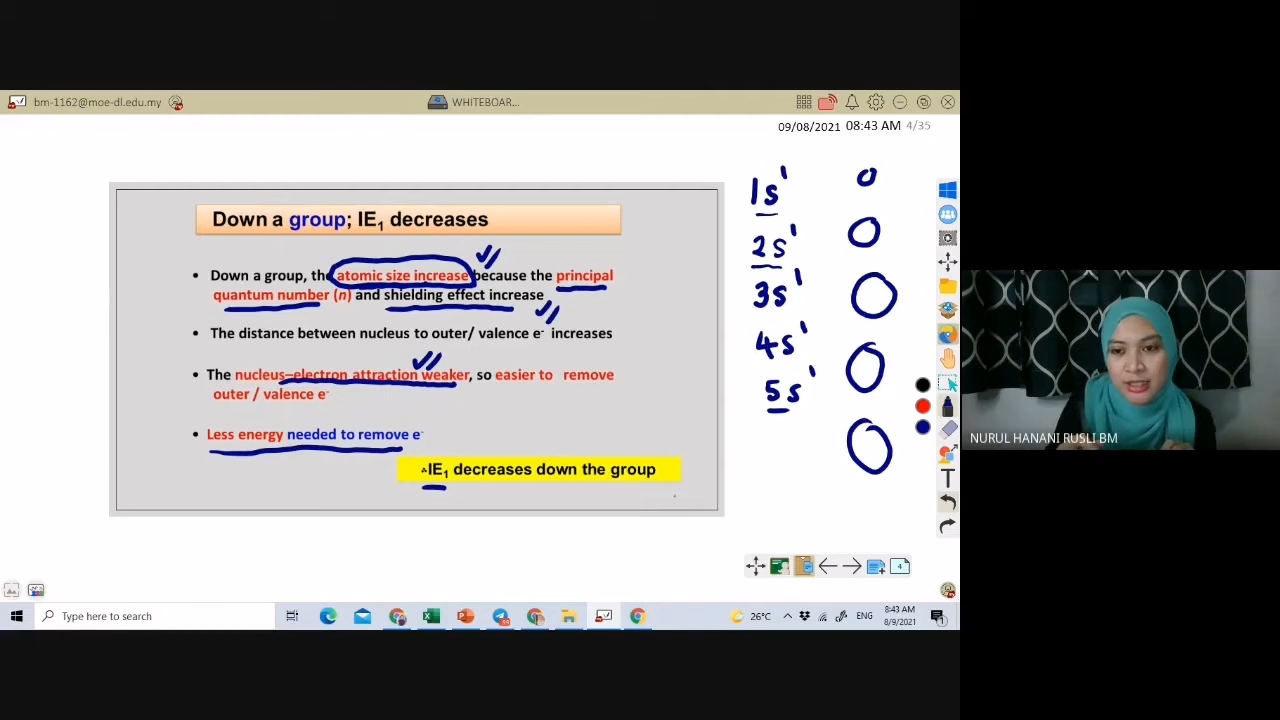 bm-1162@moe-dl.edu.my
WHITEBOAR...
09/08/2021 08:43 AM 4/35
Down a group; IE₁ decreases
• Down a group, the atomic size increase because the principal
quantum number (n) and shielding effect increase
• The distance between nucleus to outer/ valence e⁻ increases
• The nucleus–electron attraction weaker, so easier to remove
outer / valence e⁻
• Less energy needed to remove e⁻
∴IE₁ decreases down the group
1s¹
2s¹
3s¹
4s¹
5s¹
NURUL HANANI RUSLI BM
T
4
Type here to search
26°C
ENG
8:43 AM
8/9/2021
1